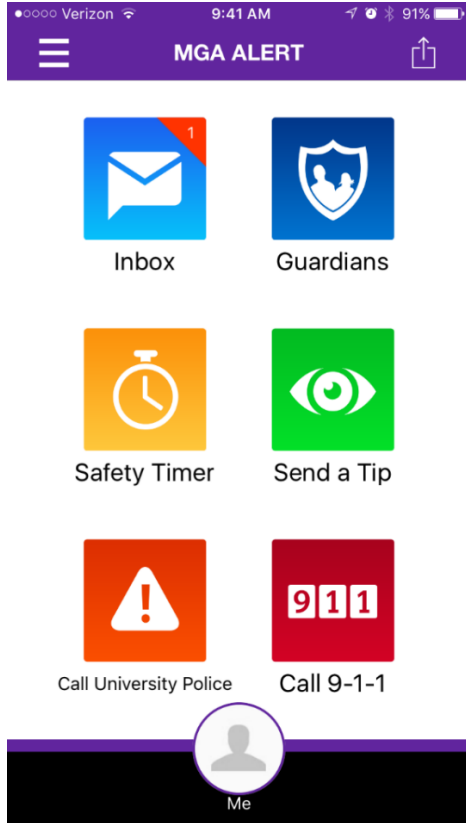 Verizon 9:41 AM 91%
MGA ALERT
1
Inbox Guardians
Safety Timer Send a Tip
911
Call University Police Call 9-1-1
Me